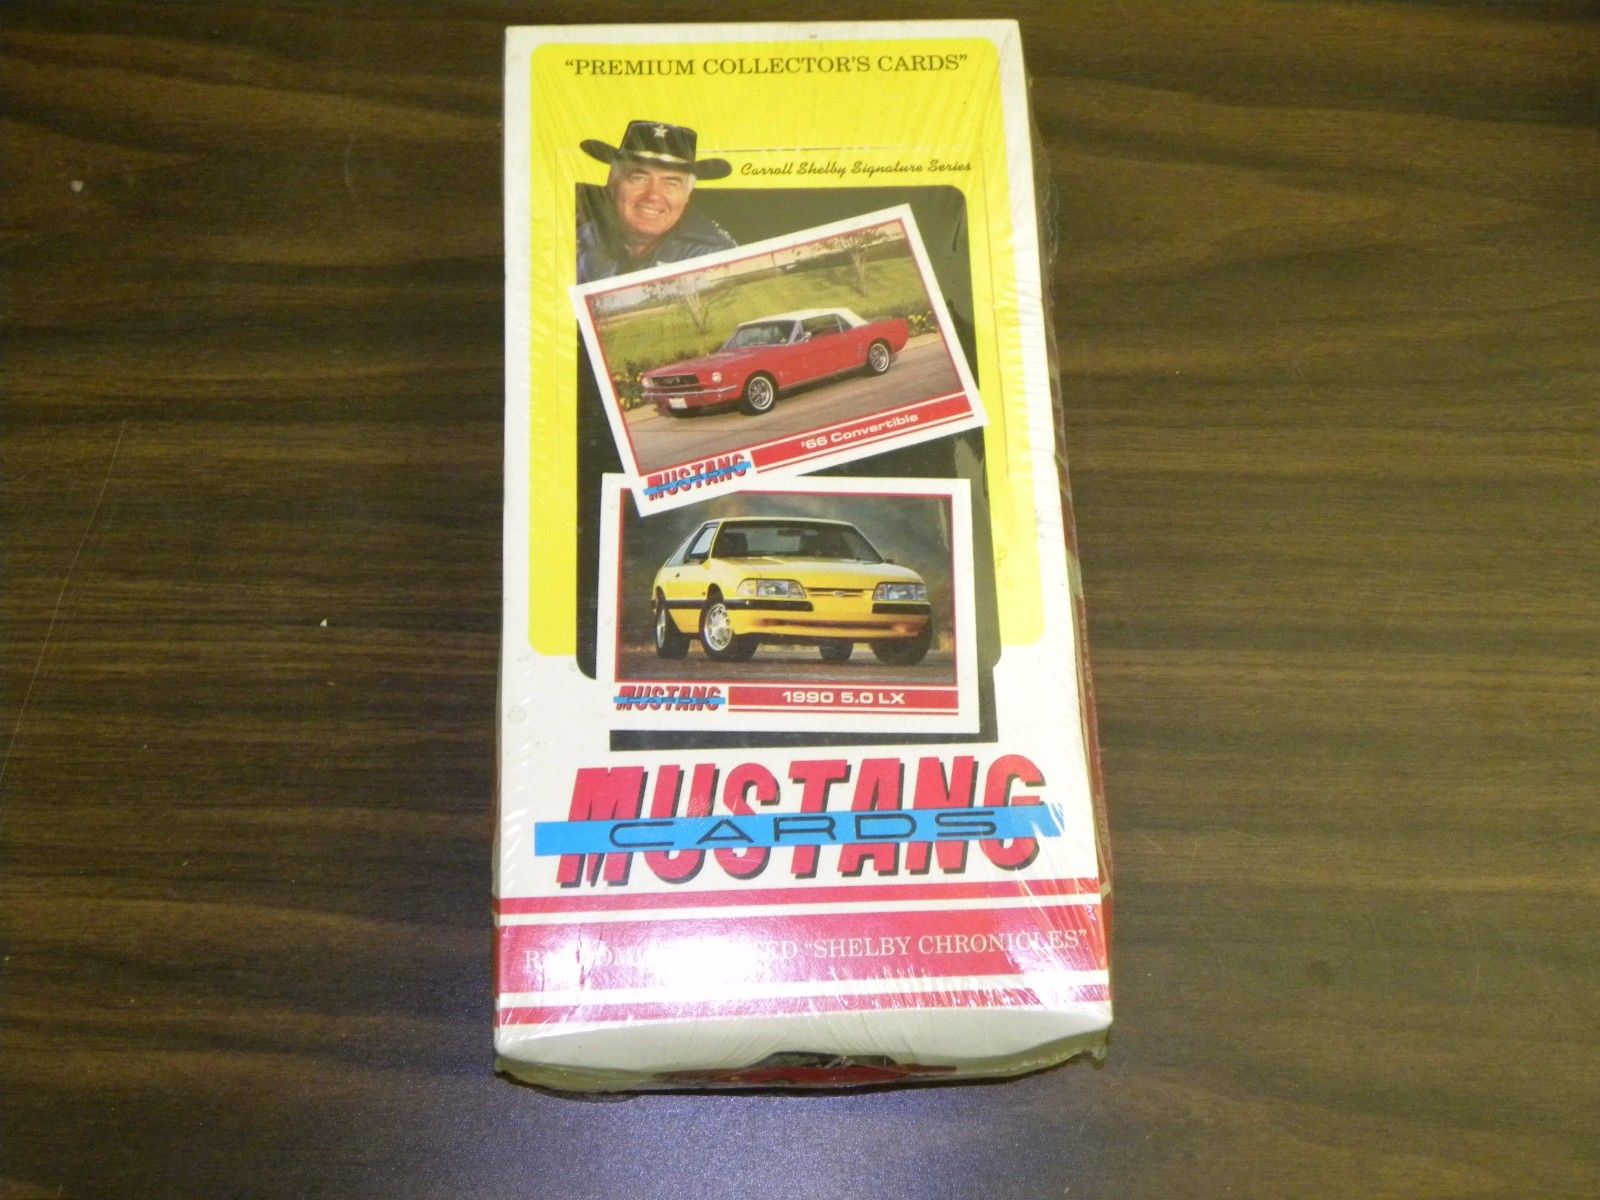 “PREMIUM COLLECTOR'S CARDS”
Carroll Shelby Signature Series
'66 Convertible
MUSTANG
MUSTANG
1990 5.0 LX
MUSTANG
CARDS
“SHELBY CHRONICLES”